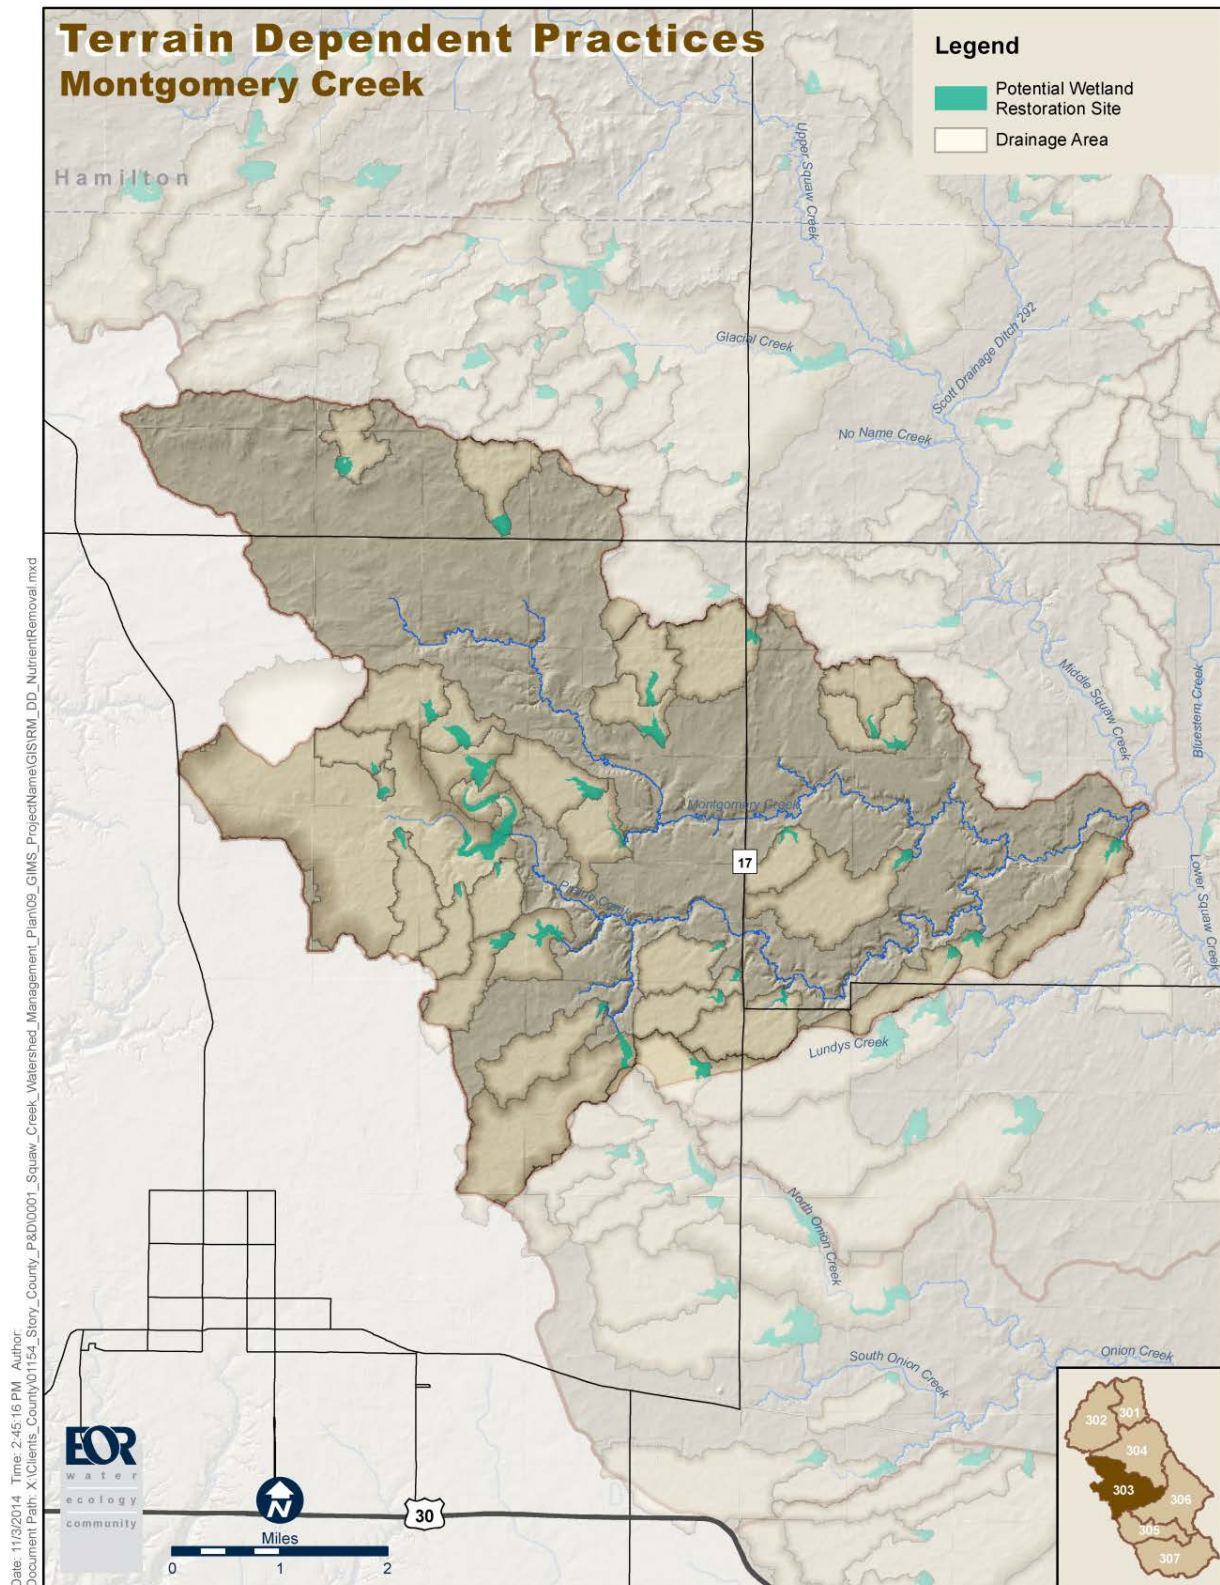 Terrain Dependent Practices
Montgomery Creek
Legend
Potential Wetland
Restoration Site
Drainage Area
Hamilton
Upper Squaw Creek
Glacial Creek
Scott Drainage Ditch 292
No Name Creek
Middle Squaw Creek
Bluestem Creek
Montgomery Creek
17
Prairie Creek
Lower Squaw Creek
Lundys Creek
North Onion Creek
South Onion Creek
Onion Creek
302
301
304
303
306
305
307
EOR
water
ecology
community
N
Miles
0
1
2
30
Date: 11/3/2014 Time: 2:45:16 PM Author:
Document Path: X:\Clients_County\01154_Story_County_P&D\0001_Squaw_Creek_Watershed_Management_Plan\09_GIMS_ProjectName\GIS\RM_DD_NutrientRemoval.mxd